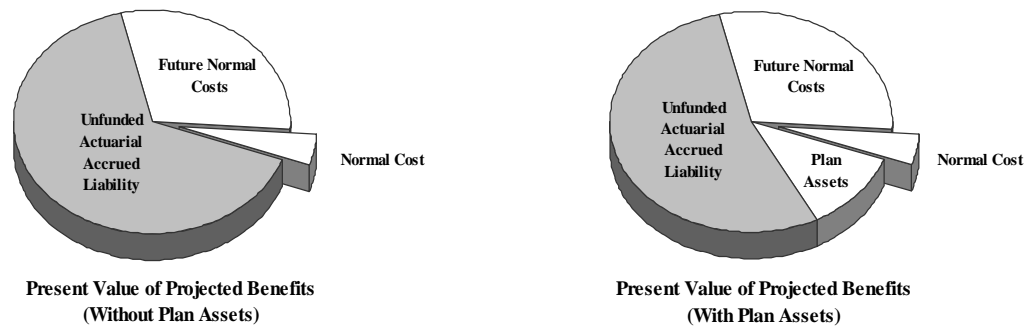 Future Normal
Costs
Unfunded
Actuarial
Accrued
Liability
Normal Cost
Present Value of Projected Benefits
(Without Plan Assets)
Future Normal
Costs
Unfunded
Actuarial
Accrued
Liability
Plan
Assets
Normal Cost
Present Value of Projected Benefits
(With Plan Assets)